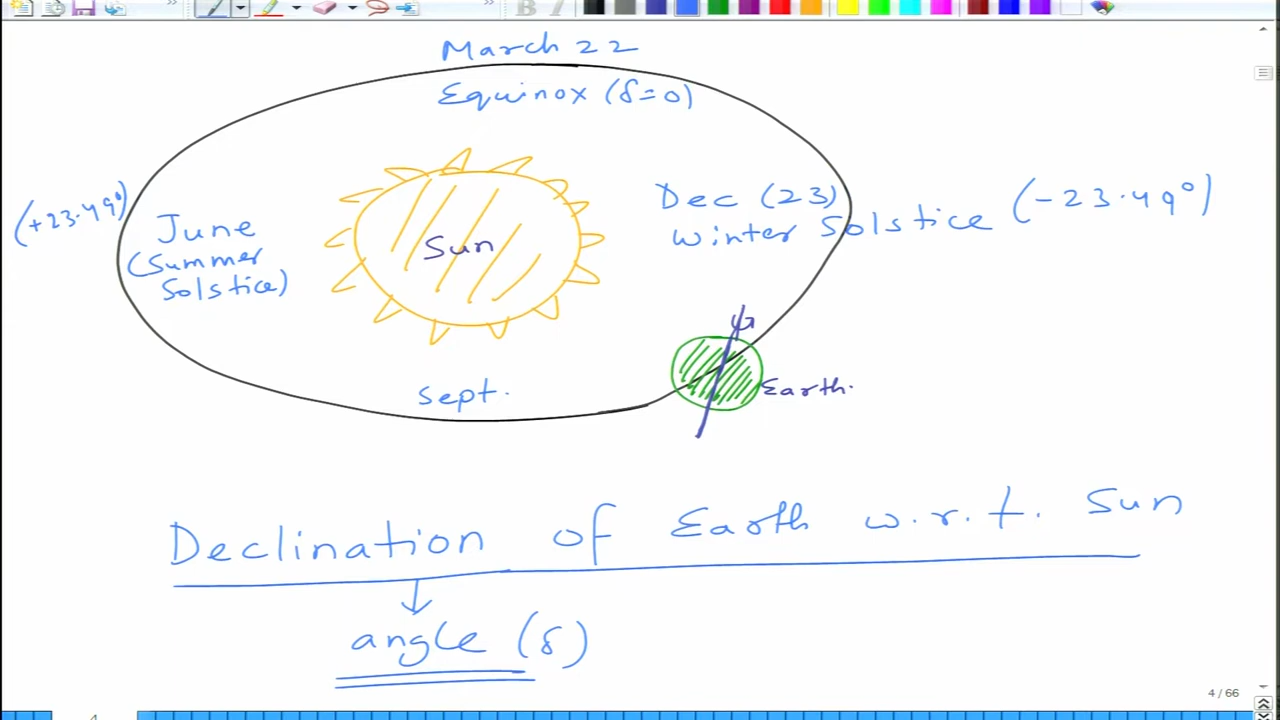 March 22
Equinox (δ=0)
(+23.49°)
June
(Summer
Solstice)
Sun
Dec (23)
Winter Solstice (-23.49°)
Sept.
Earth.
Declination of Earth w.r.t. Sun
angle (δ)
4 / 66
4